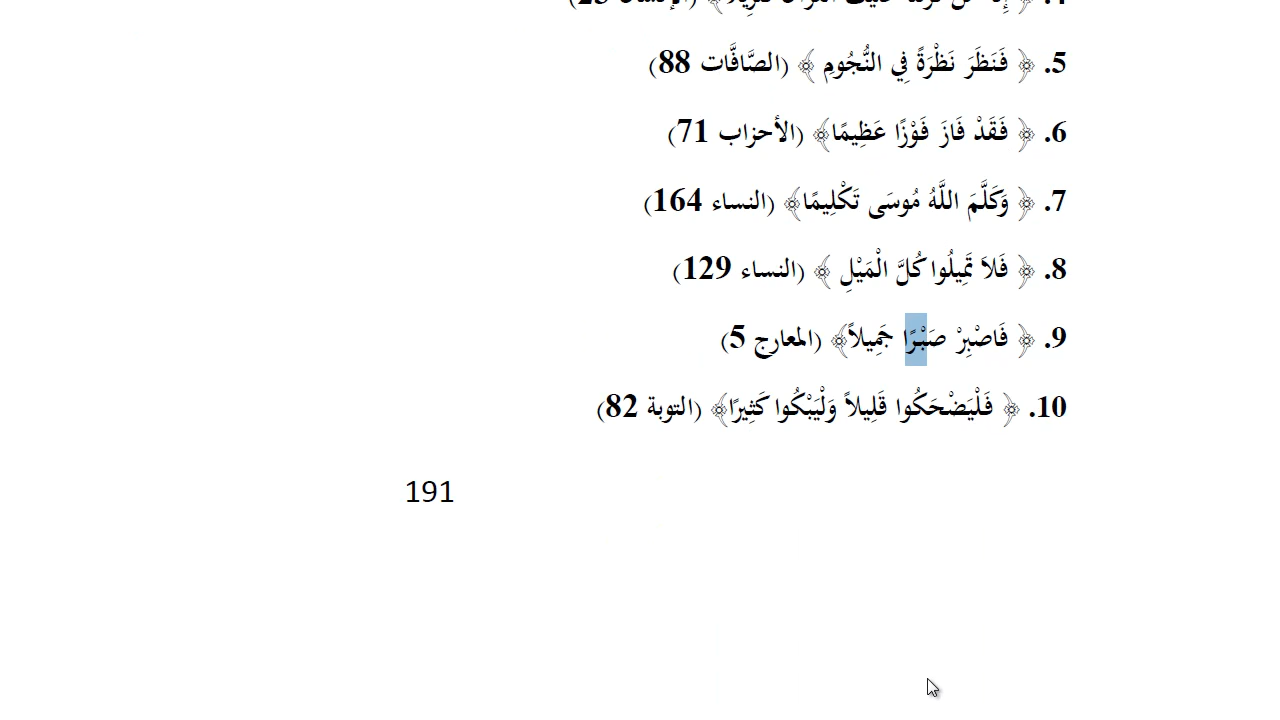 5. ﴿ فَنَظَرَ نَظْرَةً فِي النُّجُومِ ﴾ (الصَّافَّات 88)
6. ﴿ فَقَدْ فَازَ فَوْزًا عَظِيمًا﴾ (الأحزاب 71)
7. ﴿ وَكَلَّمَ اللَّهُ مُوسَى تَكْلِيمًا﴾ (النساء 164)
8. ﴿ فَلاَ تَمِيلُوا كُلَّ الْمَيْلِ ﴾ (النساء 129)
9. ﴿ فَاصْبِرْ صَبْرًا جَمِيلاً﴾ (المعارج 5)
10. ﴿ فَلْيَضْحَكُوا قَلِيلاً وَلْيَبْكُوا كَثِيرًا﴾ (التوبة 82)
191